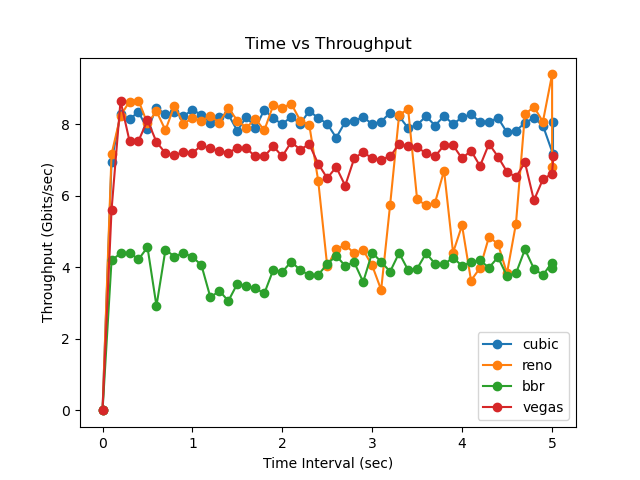 Time vs Throughput
Throughput (Gbits/sec)
8
6
4
2
0
0 1 2 3 4 5
Time Interval (sec)
cubic
reno
bbr
vegas